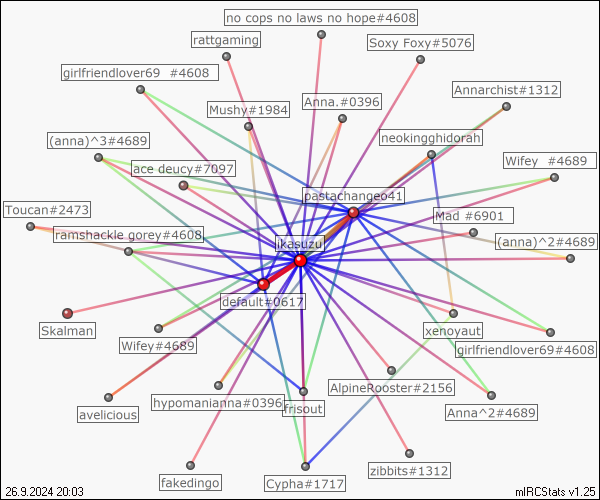 no cops no laws no hope#4608
rattgaming
Soxy Foxy#5076
girlfriendlover69 #4608
Annarchist#1312
Mushy#1984
Anna.#0396
neokingghidorah
(anna)^3#4689
ace deucy#7097
Wifey #4689
pastachangeo41
Toucan#2473
Mad #6901
ramshackle gorey#4608
ikasuzu
(anna)^2#4689
default#0617
Skalman
xenoyaut
Wifey#4689
girlfriendlover69#4608
AlpineRooster#2156
avelicious
hypomanianna#0396
frisout
Anna^2#4689
zibbits#1312
fakedingo
Cypha#1717
26.9.2024 20:03
mIRCStats v1.25